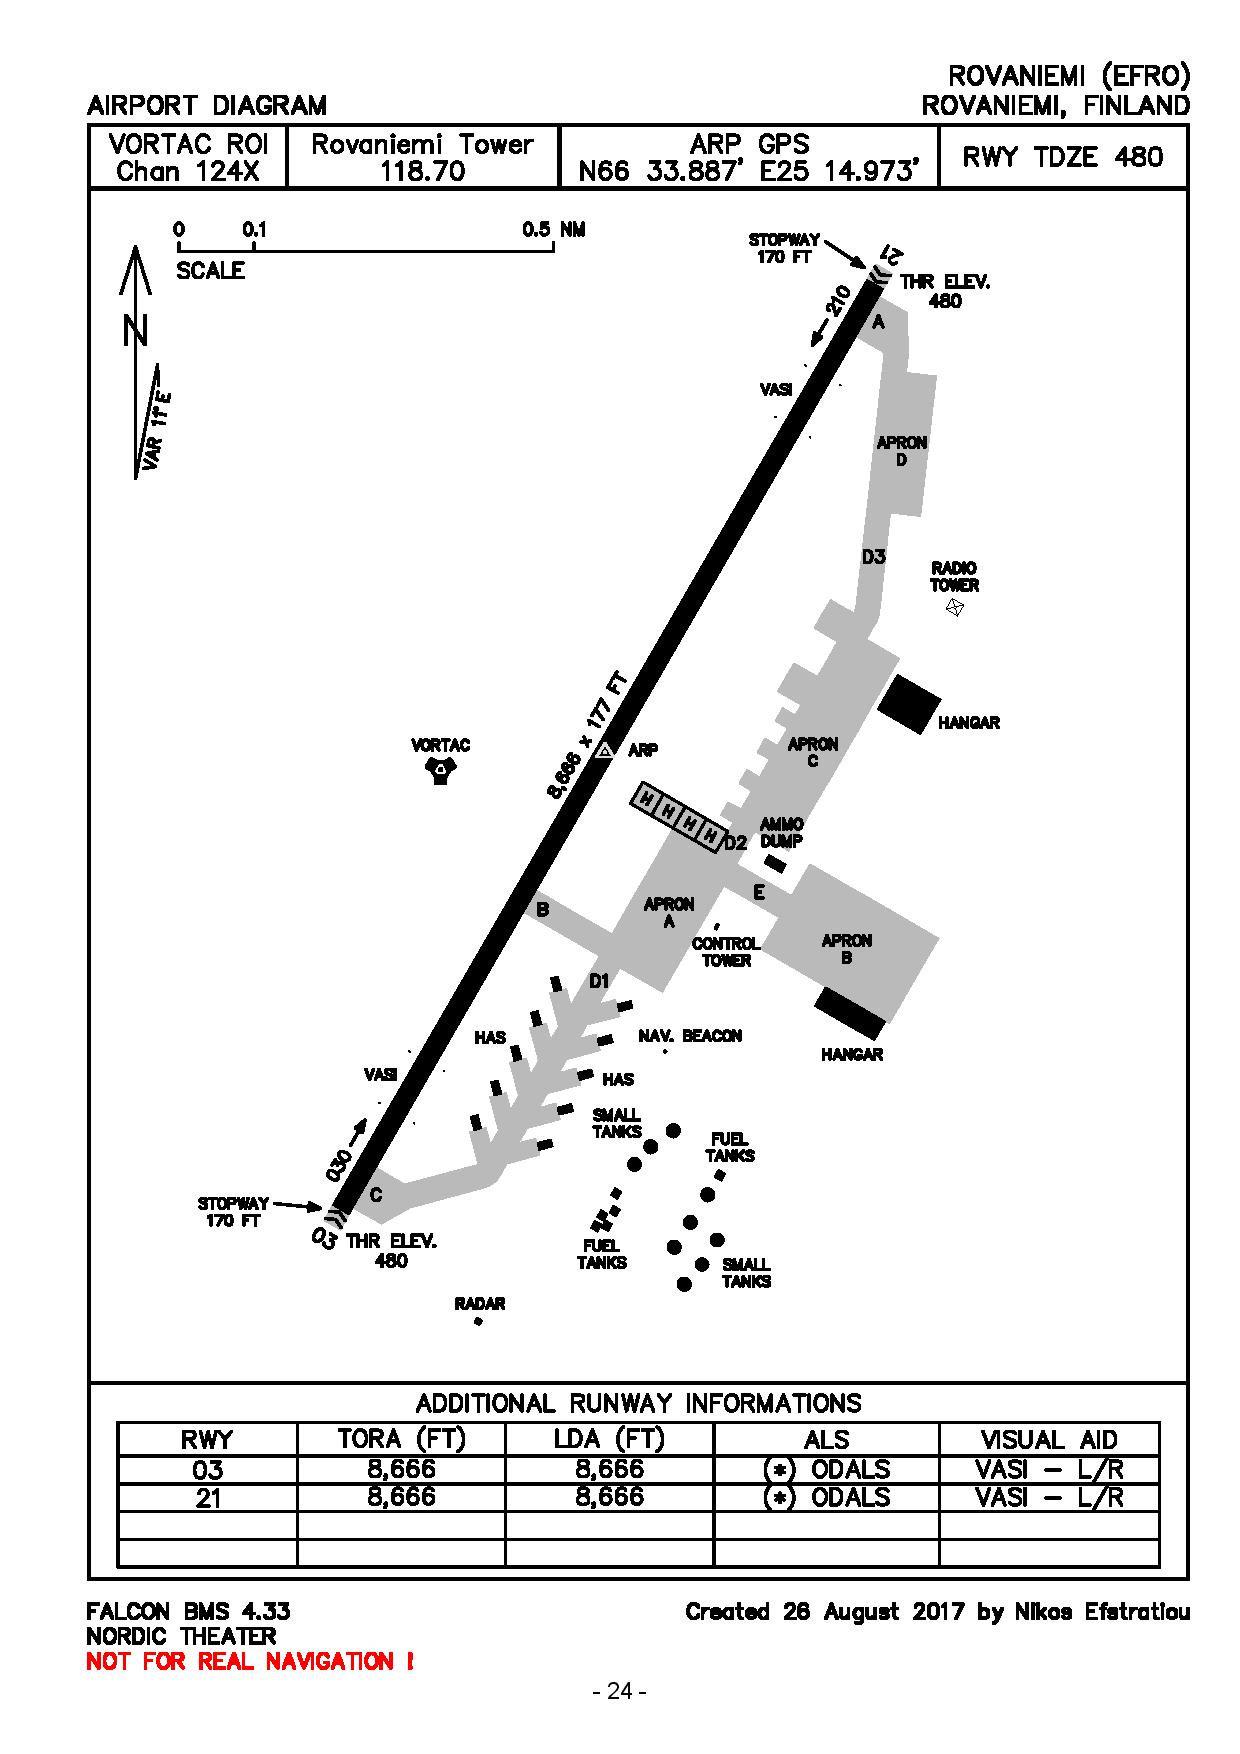 ROVANIEMI (EFRO)
AIRPORT DIAGRAM
ROVANIEMI, FINLAND
VORTAC ROI
Chan 124X
Rovaniemi Tower
118.70
ARP GPS
N66 33.887' E25 14.973'
RWY TDZE 480
0 0.1 0.5 NM
SCALE
N
VAR 11° E
STOPWAY
170 FT
21
THR ELEV.
480
210
A
VASI
APRON
D
D3
RADIO
TOWER
HANGAR
8,666 x 177 FT
VORTAC
ARP
APRON
C
H H H H
D2
AMMO
DUMP
E
B
APRON
A
CONTROL
TOWER
APRON
B
D1
HAS
NAV. BEACON
HANGAR
VASI
HAS
SMALL
TANKS
FUEL
TANKS
030
C
STOPWAY
170 FT
03
THR ELEV.
480
FUEL
TANKS
SMALL
TANKS
RADAR
ADDITIONAL RUNWAY INFORMATIONS
RWY TORA (FT) LDA (FT) ALS VISUAL AID
03 8,666 8,666 (*) ODALS VASI - L/R
21 8,666 8,666 (*) ODALS VASI - L/R
FALCON BMS 4.33
Created 26 August 2017 by Nikos Efstratiou
NORDIC THEATER
NOT FOR REAL NAVIGATION !
- 24 -